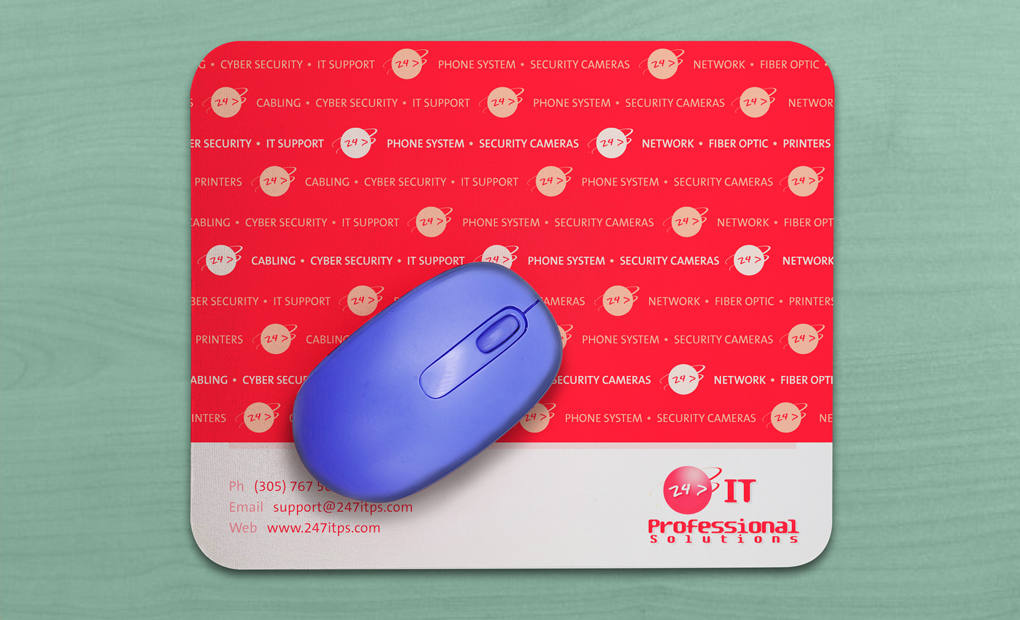 CYBER SECURITY • IT SUPPORT 24> PHONE SYSTEM • SECURITY CAMERAS 24> NETWORK • FIBER OPTIC •
24> CABLING • CYBER SECURITY • IT SUPPORT 24> PHONE SYSTEM • SECURITY CAMERAS 24> NETWOR
ER SECURITY • IT SUPPORT 24> PHONE SYSTEM • SECURITY CAMERAS 24> NETWORK • FIBER OPTIC • PRINTERS
PRINTERS 24> CABLING • CYBER SECURITY • IT SUPPORT 24> PHONE SYSTEM • SECURITY CAMERAS 24>
ABLING • CYBER SECURITY • IT SUPPORT 24> PHONE SYSTEM • SECURITY CAMERAS 24> NETWORK • FIBER OPT
24> CABLING • CYBER SECURITY • IT SUPPORT 24> PHONE SYSTEM • SECURITY CAMERAS 24> NETWORK
BER SECURITY • IT SUPPORT 24> AMERAS 24> NETWORK • FIBER OPTIC • PRINTERS
PRINTERS 24> CABLING PHONE SYSTEM • SECURITY CAMERAS 24>
ABLING • CYBER SECU SECURITY CAMERAS 24> NETWORK • FIBER OPTI
INTERS 24> 24> PHONE SYSTEM • SECURITY CAMERAS 24> NE
Ph (305) 767
Email support@247itps.com
Web www.247itps.com
24> IT
Professional
Solutions